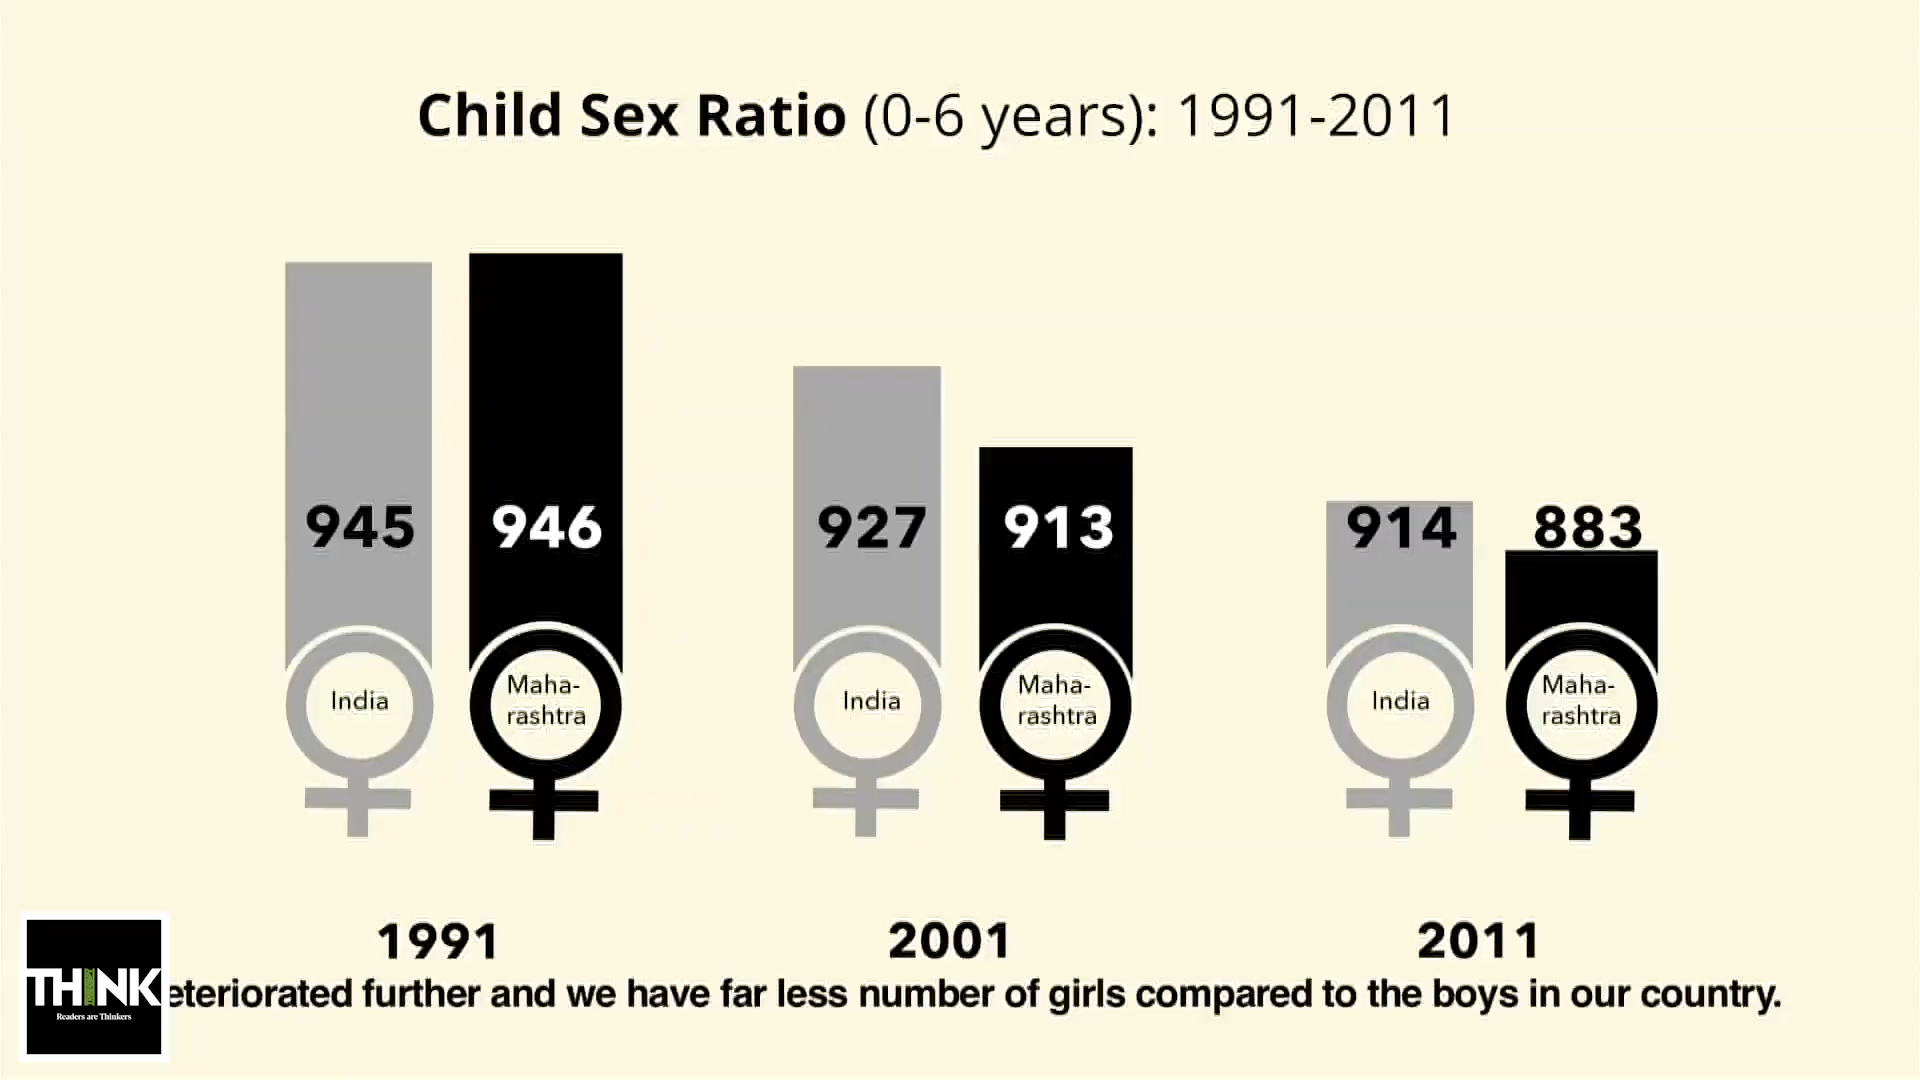 Child Sex Ratio (0-6 years): 1991-2011
945
946
927
913
914
883
India
Maha-
rashtra
India
Maha-
rashtra
India
Maha-
rashtra
1991
2001
2011
eteriorated further and we have far less number of girls compared to the boys in our country.
THINK
Readers are Thinkers